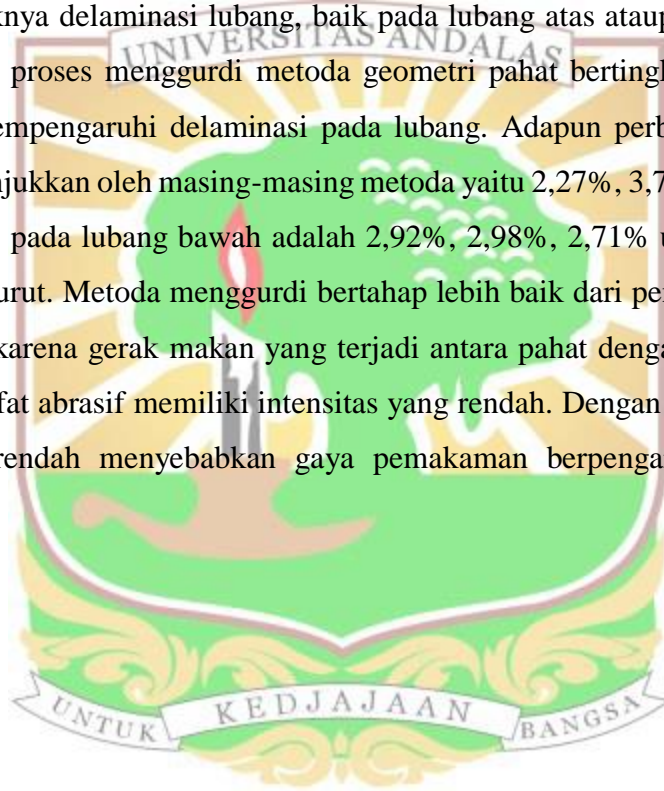 knya delaminasi lubang, baik pada lubang atas ataup
UNIVERSITAS ANDALAS
proses menggurdi metoda geometri pahat bertingk
empengaruhi delaminasi pada lubang. Adapun perb
njukkan oleh masing-masing metoda yaitu 2,27%, 3,7
pada lubang bawah adalah 2,92%, 2,98%, 2,71% u
urut. Metoda menggurdi bertahap lebih baik dari pe
karena gerak makan yang terjadi antara pahat denga
fat abrasif memiliki intensitas yang rendah. Dengan
rendah menyebabkan gaya pemakaman berpenga
UNTUK KEDJAJAAN BANGSA